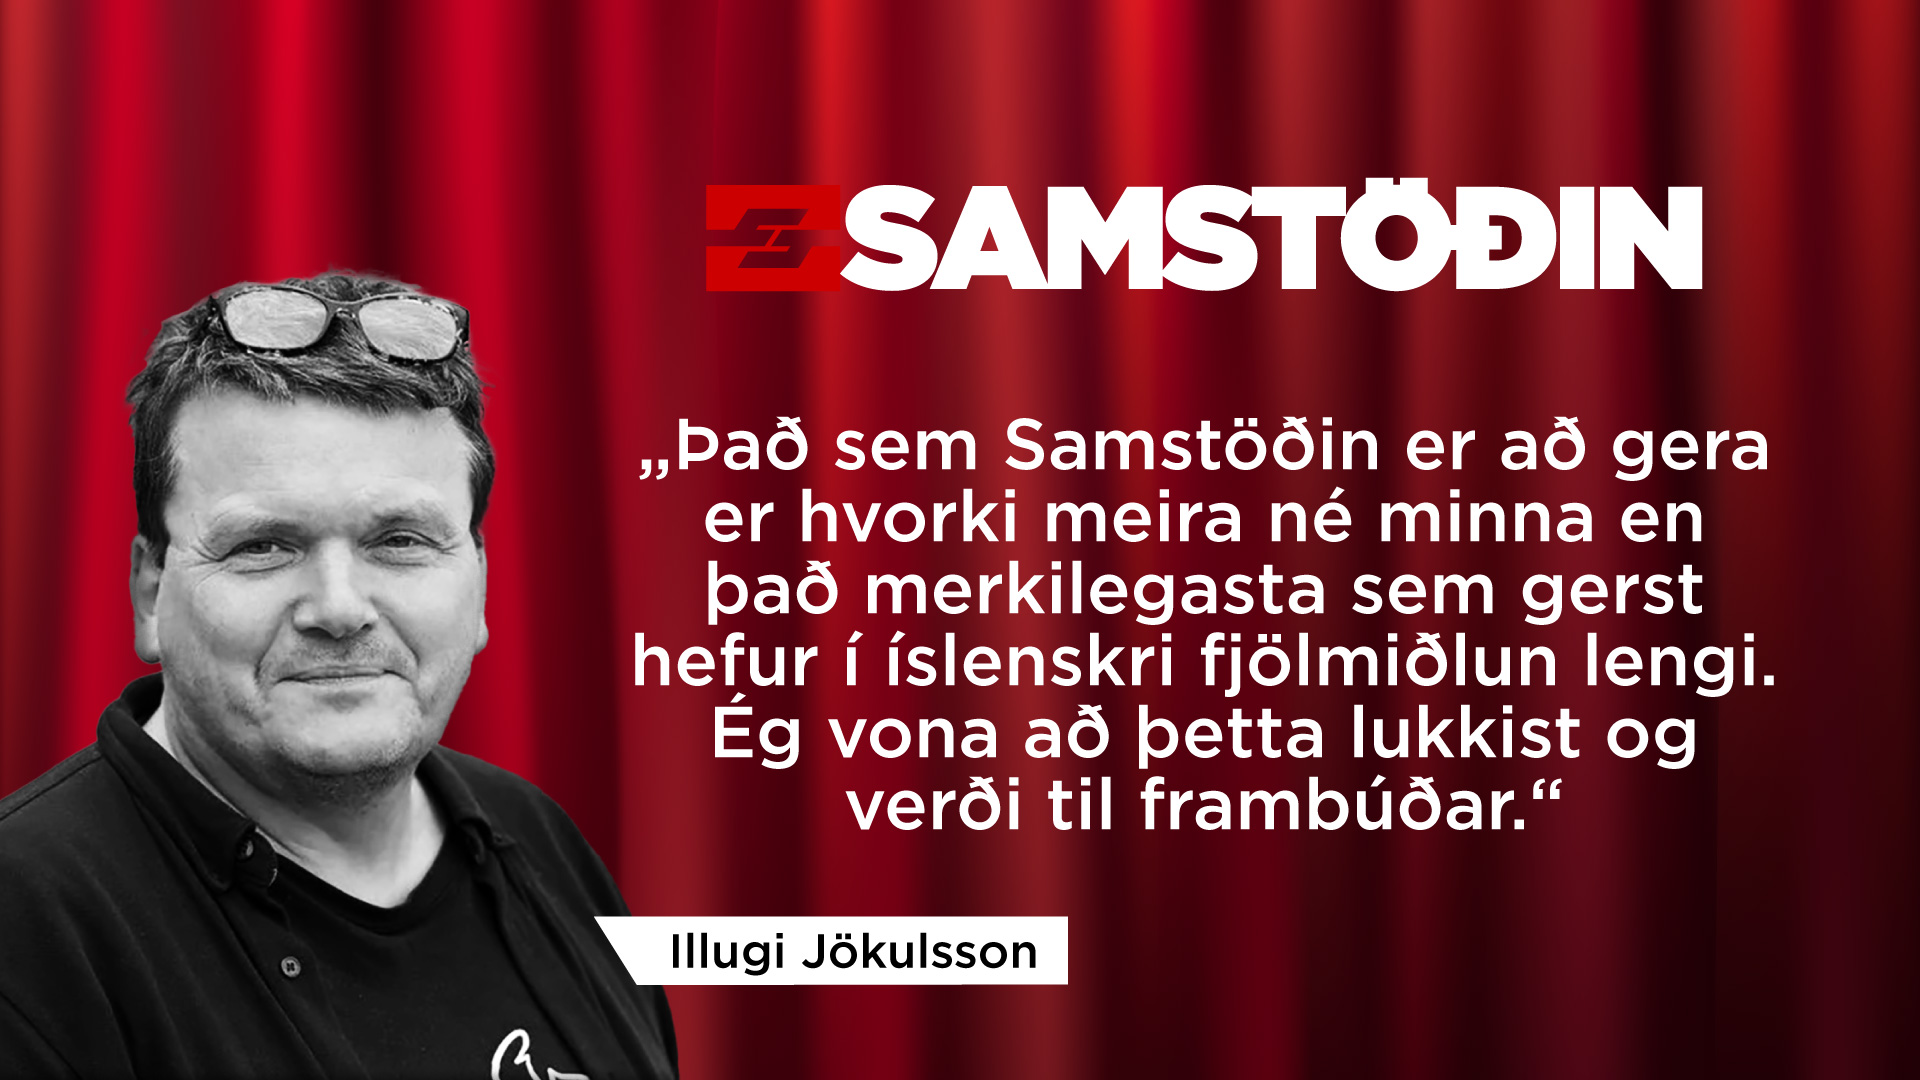 SAMSTÖÐIN
„Það sem Samstöðin er að gera
er hvorki meira né minna en
það merkilegasta sem gerst
hefur í íslenskri fjölmiðlun lengi.
Ég vona að þetta lukkist og
verði til frambúðar.“
Illugi Jökulsson